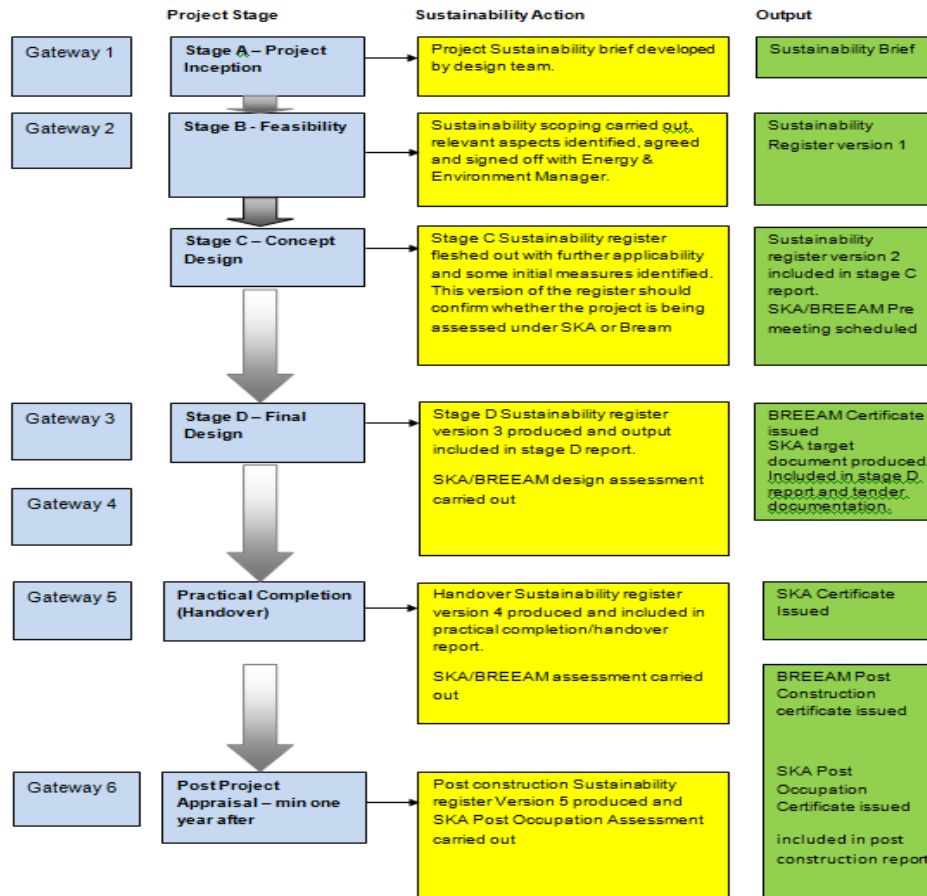 Project Stage
Sustainability Action
Output
Gateway 1
Stage A – Project
Inception
Project Sustainability brief developed
by design team.
Sustainability Brief
Gateway 2
Stage B - Feasibility
Sustainability scoping carried out,
relevant aspects identified, agreed
and signed off with Energy &
Environment Manager.
Sustainability
Register version 1
Stage C – Concept
Design
Stage C Sustainability register
fleshed out with further applicability
and some initial measures identified.
This version of the register should
confirm whether the project is being
assessed under SKA or Bream
Sustainability
register version 2
included in stage C
report.
SKA/BREEAM Pre
meeting scheduled
Gateway 3
Stage D – Final
Design
Stage D Sustainability register
version 3 produced and output
included in stage D report.
SKA/BREEAM design assessment
carried out
BREEAM Certificate
issued
SKA target
document produced.
Included in stage D
report and tender
documentation.
Gateway 4
Gateway 5
Practical Completion
(Handover)
Handover Sustainability register
version 4 produced and included in
practical completion/handover
report.
SKA/BREEAM assessment carried
out
SKA Certificate
Issued
BREEAM Post
Construction
certificate issued
Gateway 6
Post Project
Appraisal – min one
year after
Post construction Sustainability
register Version 5 produced and
SKA Post Occupation Assessment
carried out
SKA Post
Occupation
Certificate issued
included in post
construction report